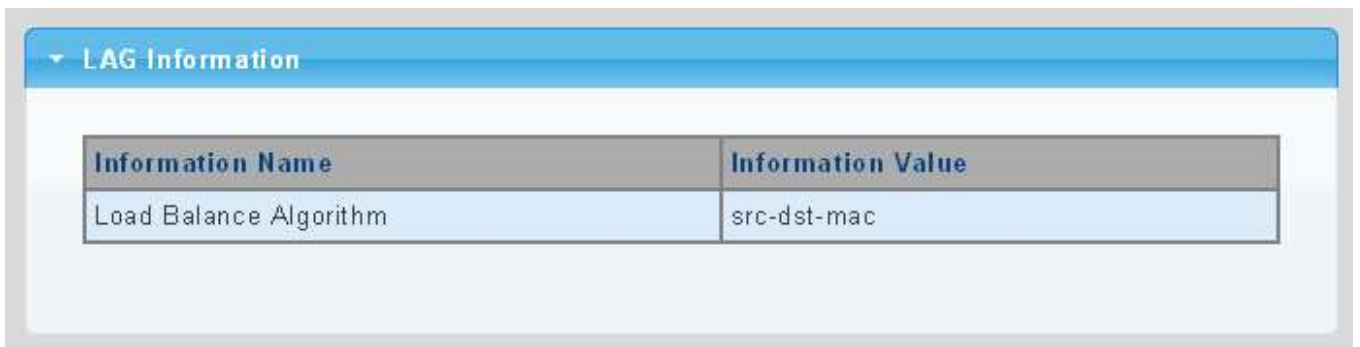 LAG Information
Information Name Information Value
Load Balance Algorithm src-dst-mac